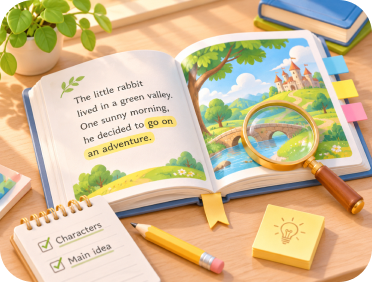 The little rabbit
lived in a green valley.
One sunny morning,
he decided to go on
an adventure.
Characters
Main idea